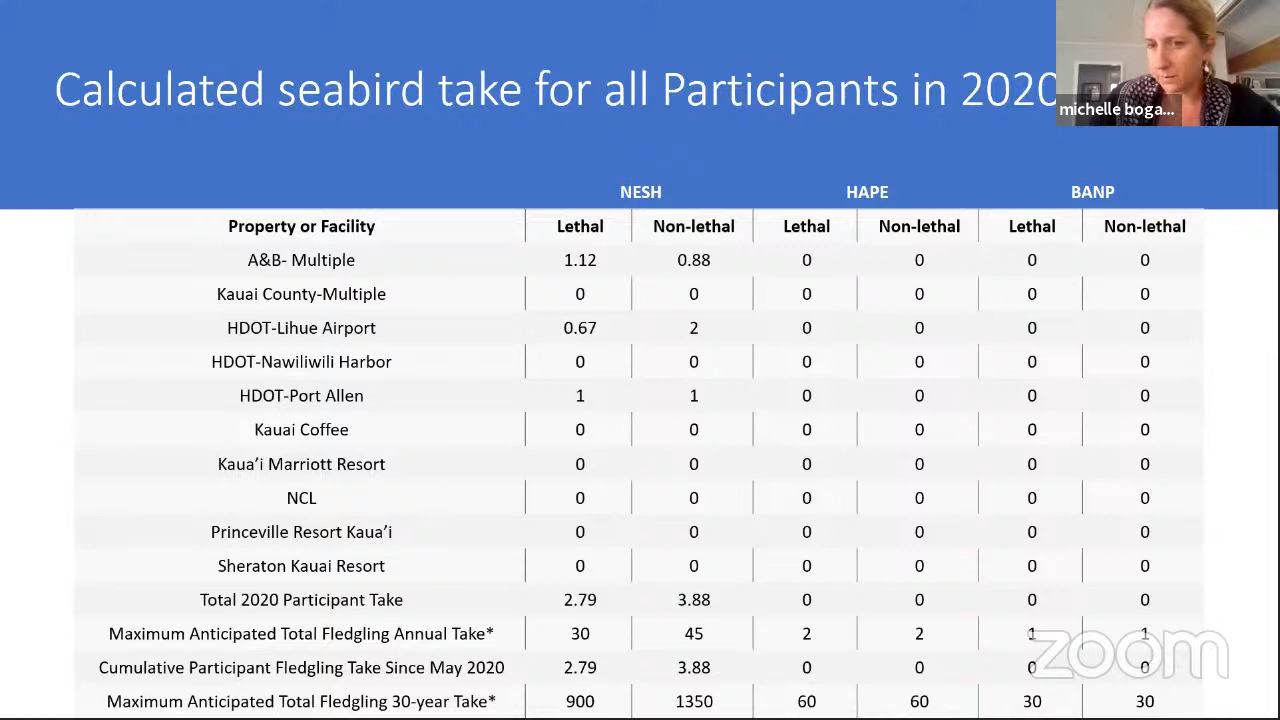 Calculated seabird take for all Participants in 2020
michelle boga...
NESH HAPE BANP
Property or Facility Lethal Non-lethal Lethal Non-lethal Lethal Non-lethal
A&B- Multiple 1.12 0.88 0 0 0 0
Kauai County-Multiple 0 0 0 0 0 0
HDOT-Lihue Airport 0.67 2 0 0 0 0
HDOT-Nawiliwili Harbor 0 0 0 0 0 0
HDOT-Port Allen 1 1 0 0 0 0
Kauai Coffee 0 0 0 0 0 0
Kaua’i Marriott Resort 0 0 0 0 0 0
NCL 0 0 0 0 0 0
Princeville Resort Kaua’i 0 0 0 0 0 0
Sheraton Kauai Resort 0 0 0 0 0 0
Total 2020 Participant Take 2.79 3.88 0 0 0 0
Maximum Anticipated Total Fledgling Annual Take* 30 45 2 2 1 1
Cumulative Participant Fledgling Take Since May 2020 2.79 3.88 0 0 0 0
Maximum Anticipated Total Fledgling 30-year Take* 900 1350 60 60 30 30
zoom